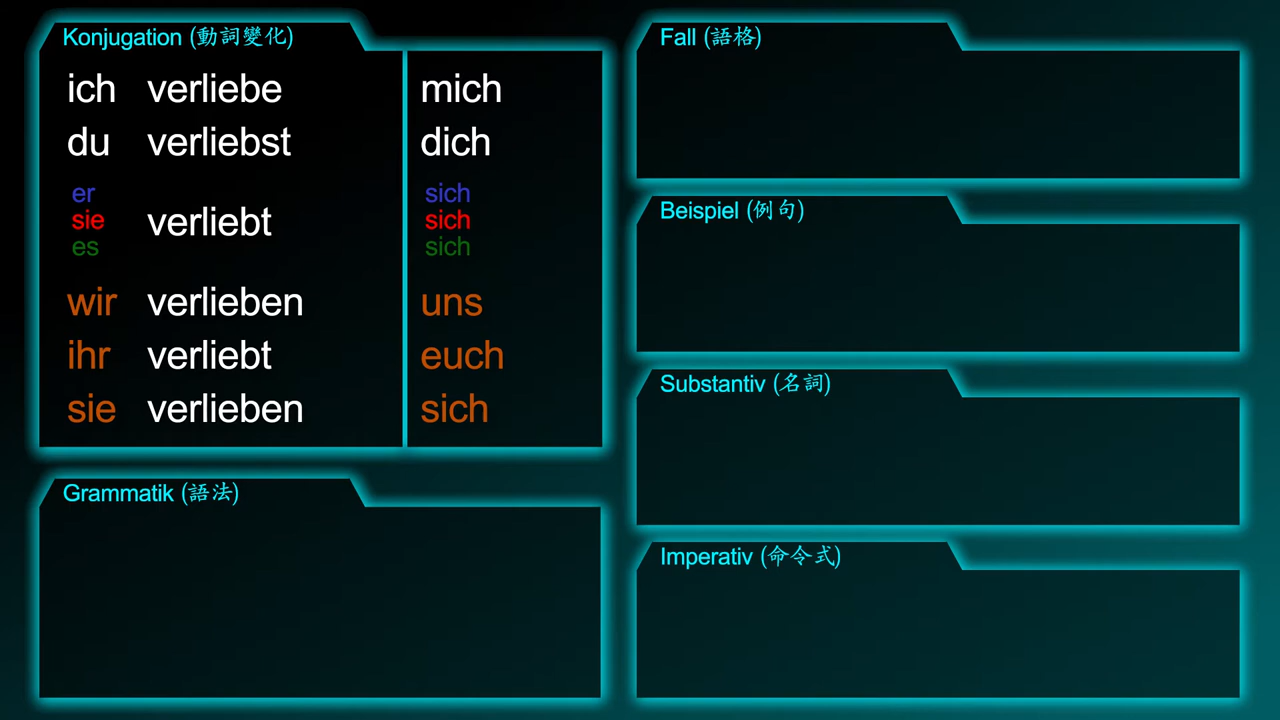 Konjugation (動詞變化)
ich verliebe mich
du verliebst dich
er sich
sie verliebt sich
es sich
wir verlieben uns
ihr verliebt euch
sie verlieben sich
Grammatik (語法)
Fall (語格)
Beispiel (例句)
Substantiv (名詞)
Imperativ (命令式)